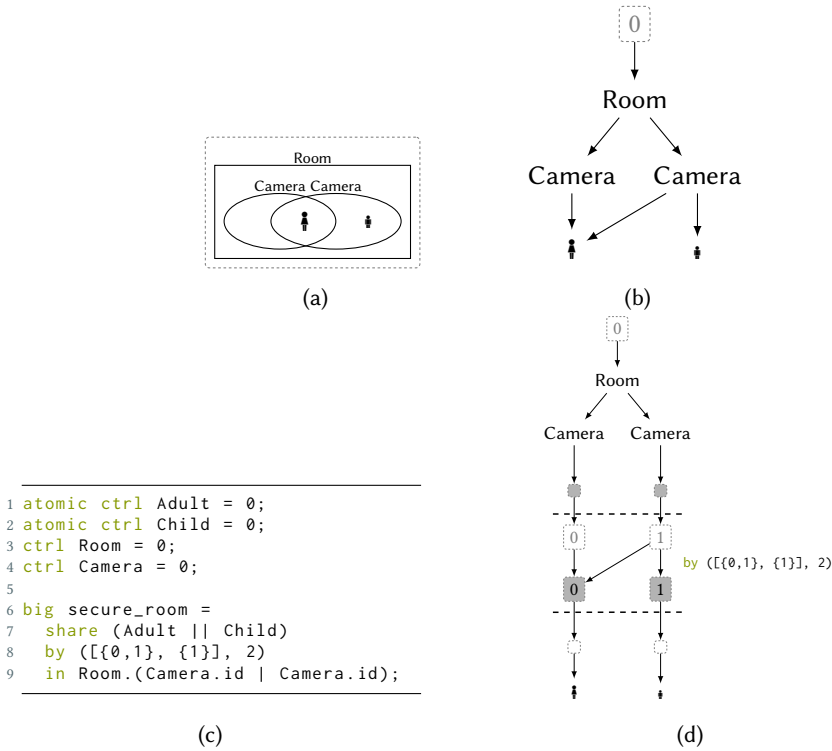 0
Room
Camera Camera
(b)
Room
Camera Camera
(a)
0
Room
Camera Camera
0 1
by ([{0,1}, {1}], 2)
0 1
(d)
1 atomic ctrl Adult = 0;
2 atomic ctrl Child = 0;
3 ctrl Room = 0;
4 ctrl Camera = 0;
5
6 big secure_room =
7 share (Adult || Child)
8 by ([{0,1}, {1}], 2)
9 in Room.(Camera.id | Camera.id);
(c)